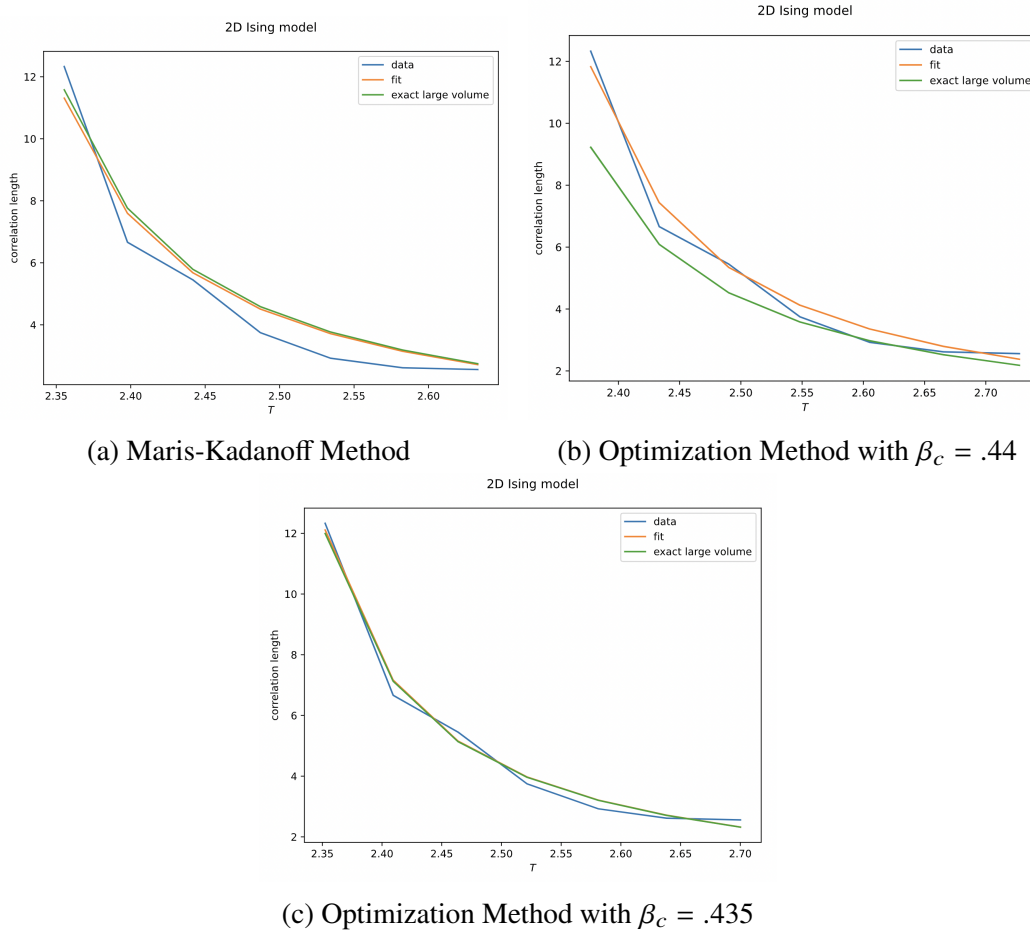 2D Ising model
data
fit
exact large volume
correlation length
12
10
8
6
4
2.35
2.40
2.45
2.50
2.55
2.60
T
(a) Maris-Kadanoff Method
2D Ising model
data
fit
exact large volume
correlation length
12
10
8
6
4
2
2.40
2.45
2.50
2.55
2.60
2.65
2.70
T
(b) Optimization Method with β_c = .44
2D Ising model
data
fit
exact large volume
correlation length
12
10
8
6
4
2
2.35
2.40
2.45
2.50
2.55
2.60
2.65
2.70
T
(c) Optimization Method with β_c = .435